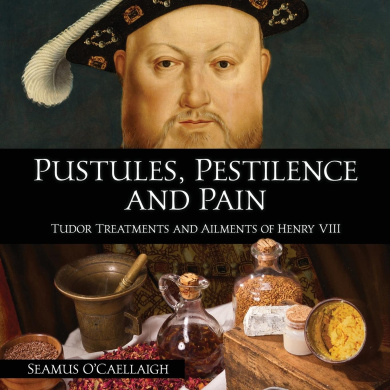 PUSTULES, PESTILENCE
AND PAIN
TUDOR TREATMENTS AND AILMENTS OF HENRY VIII
SEAMUS O'CAELLAIGH